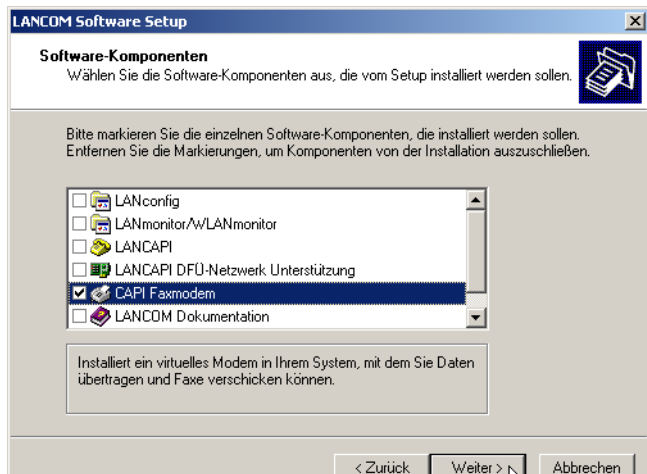 LANCOM Software Setup
Software-Komponenten
Wählen Sie die Software-Komponenten aus, die vom Setup installiert werden sollen.
Bitte markieren Sie die einzelnen Software-Komponenten, die installiert werden sollen.
Entfernen Sie die Markierungen, um Komponenten von der Installation auszuschließen.
LANconfig
LANmonitor/WLANmonitor
LANCAPI
LANCAPI DFÜ-Netzwerk Unterstützung
CAPI Faxmodem
LANCOM Dokumentation
Installiert ein virtuelles Modem in Ihrem System, mit dem Sie Daten
übertragen und Faxe verschicken können.
< Zurück Weiter > Abbrechen